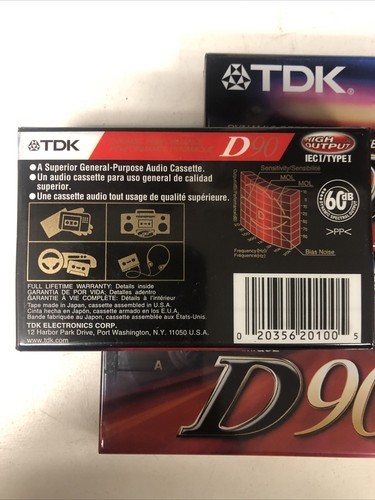 TDK
TDK D90 HIGH OUTPUT
IECI/TYPE I
● A Superior General-Purpose Audio Cassette.
● Un audio cassette para uso general de calidad
superior.
● Une cassette audio tout usage de qualité supérieure.
Sensitivity/Sensibilité
MOL
MOL
60dB
>PP<
Frequency(Hz)
Bias Noise
FULL LIFETIME WARRANTY: Details inside
GARANTIA DE POR VIDA: Detalles adentro
GARANTIE À VIE COMPLÈTE: Détails à l'intérieur
Tape made in Japan, cassette assembled in U.S.A.
Cinta hecha en Japón, cassette armado en los E.U.A.
Bande fabriquée au Japon, cassette assemblée aux États-Unis.
TDK ELECTRONICS CORP.
12 Harbor Park Drive, Port Washington, N.Y. 11050 U.S.A.
www.tdk.com
0 20356 20100 5
A
D90